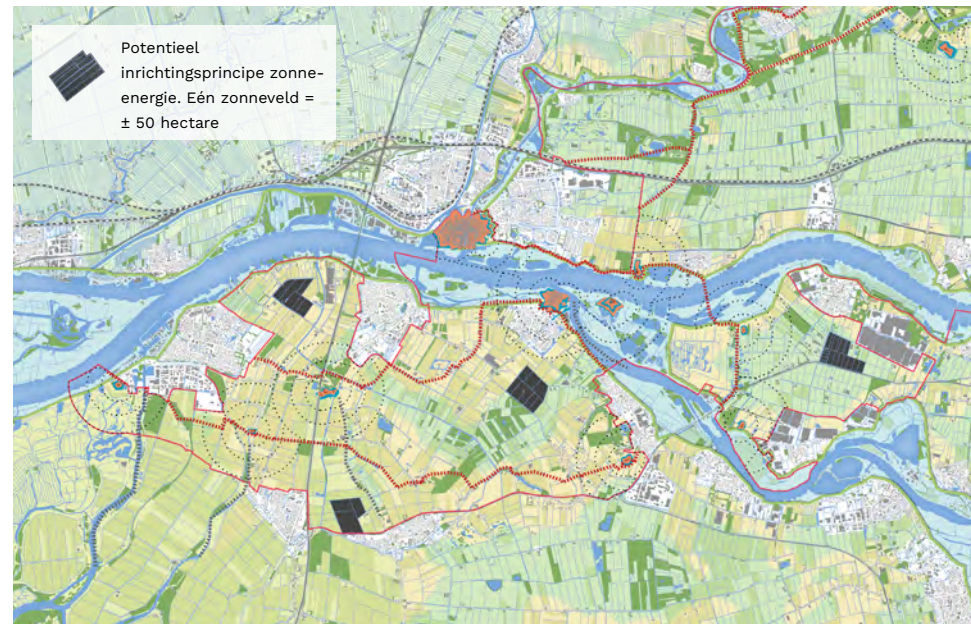 Potentieel
inrichtingsprincipe zonne-
energie. Eén zonneveld =
± 50 hectare